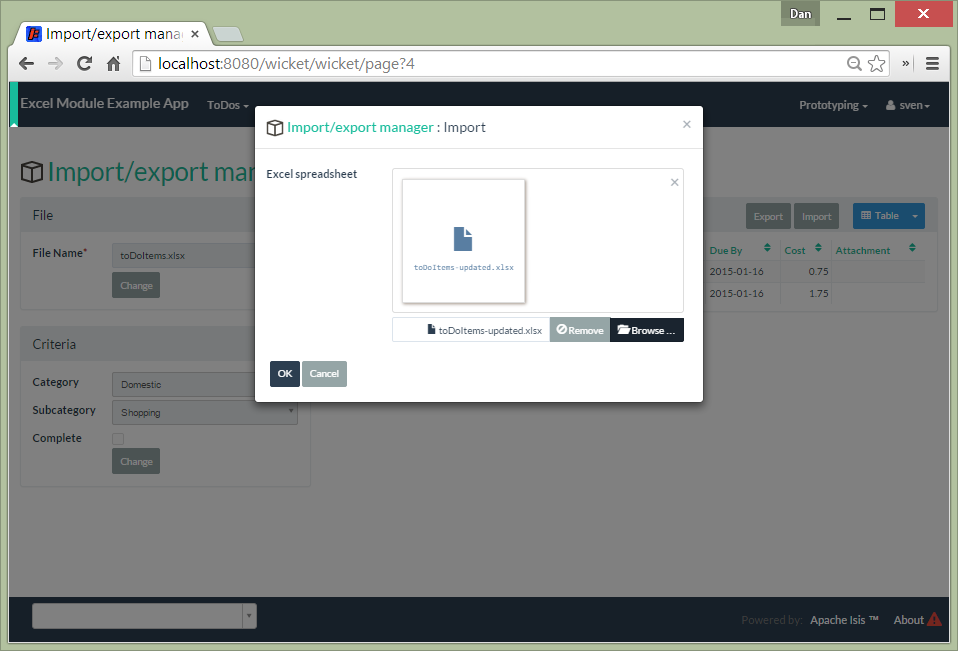 Dan
Import/export mana
localhost:8080/wicket/wicket/page?4
Excel Module Example App ToDos Prototyping sven
Import/export manager : Import
Import/export mar
Excel spreadsheet
File
Export Import Table
toDoItems-updated.xlsx
File Name* toDoItems.xlsx
Due By Cost Attachment
2015-01-16 0.75
Change
2015-01-16 1.75
toDoItems-updated.xlsx Remove Browse ...
Criteria
OK Cancel
Category Domestic
Subcategory Shopping
Complete
Change
Powered by: Apache Isis ™ About